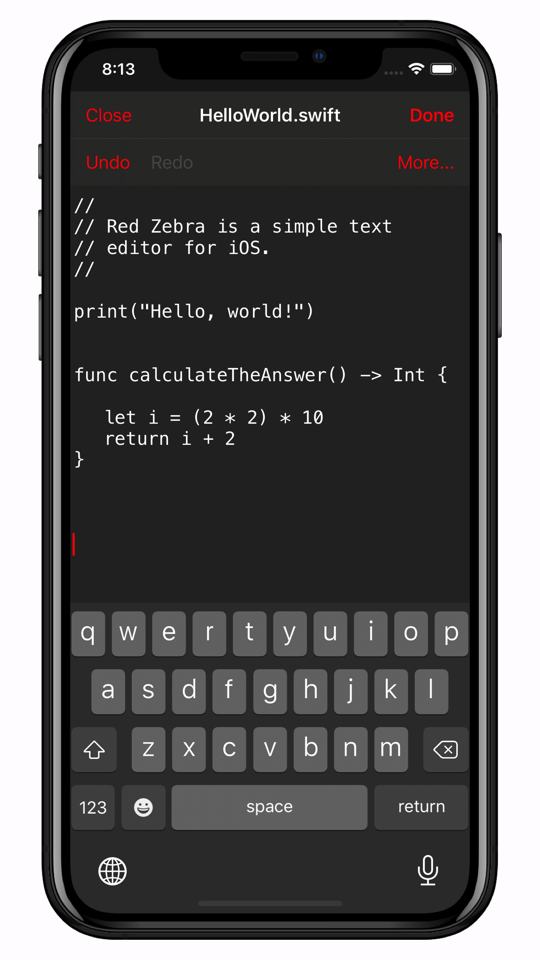 8:13
Close HelloWorld.swift Done
Undo Redo More...
//
// Red Zebra is a simple text
// editor for iOS.
//
print("Hello, world!")
func calculateTheAnswer() -> Int {
let i = (2 * 2) * 10
return i + 2
}
q w e r t y u i o p
a s d f g h j k l
z x c v b n m
123 space return